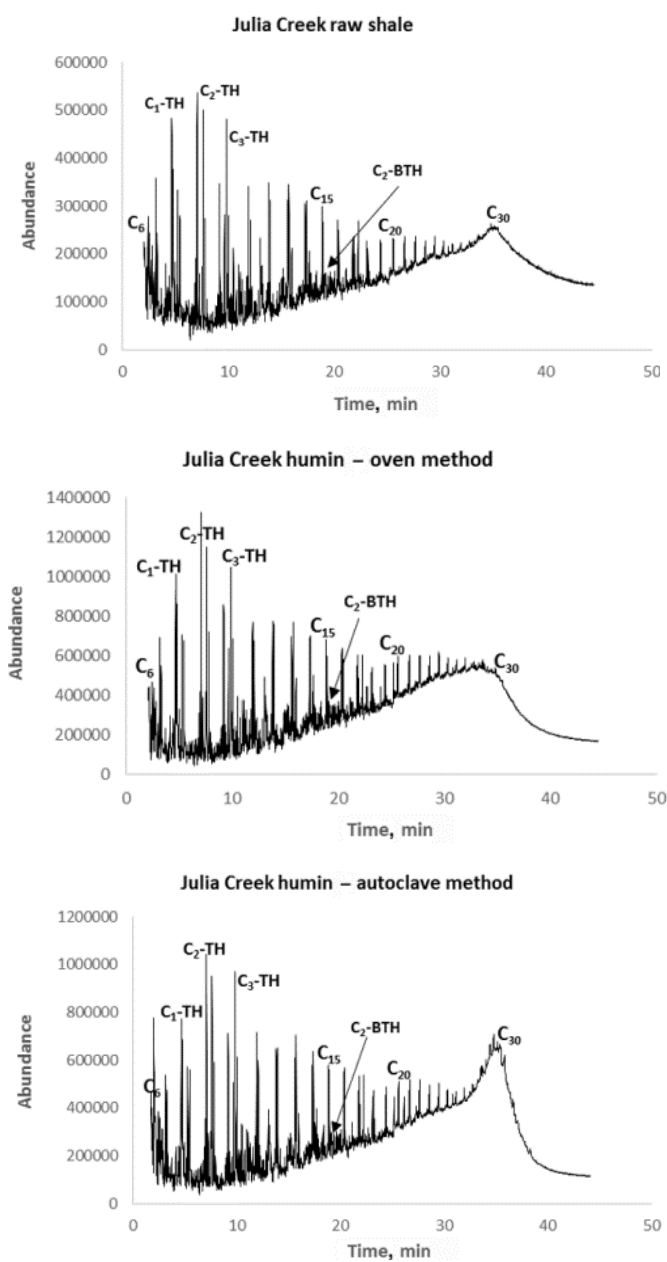 Julia Creek raw shale
600000
500000
400000
300000
200000
100000
0
Abundance
C₆
C₁-TH
C₂-TH
C₃-TH
C₁₅
C₂-BTH
C₂₀
C₃₀
0 10 20 30 40 50
Time, min
Julia Creek humin – oven method
1400000
1200000
1000000
800000
600000
400000
200000
0
Abundance
C₆
C₁-TH
C₂-TH
C₃-TH
C₁₅
C₂-BTH
C₂₀
C₃₀
0 10 20 30 40 50
Time, min
Julia Creek humin – autoclave method
1200000
1000000
800000
600000
400000
200000
0
Abundance
C₆
C₁-TH
C₂-TH
C₃-TH
C₁₅
C₂-BTH
C₂₀
C₃₀
0 10 20 30 40 50
Time, min